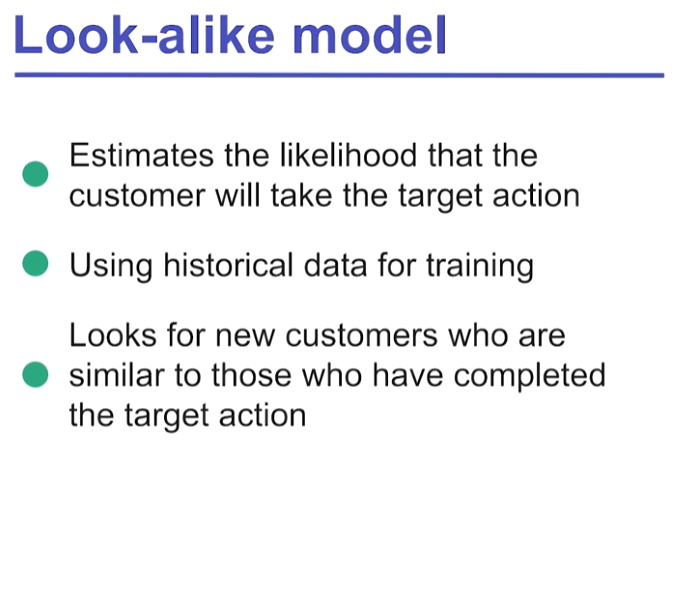 Look-alike model
Estimates the likelihood that the
customer will take the target action
Using historical data for training
Looks for new customers who are
similar to those who have completed
the target action